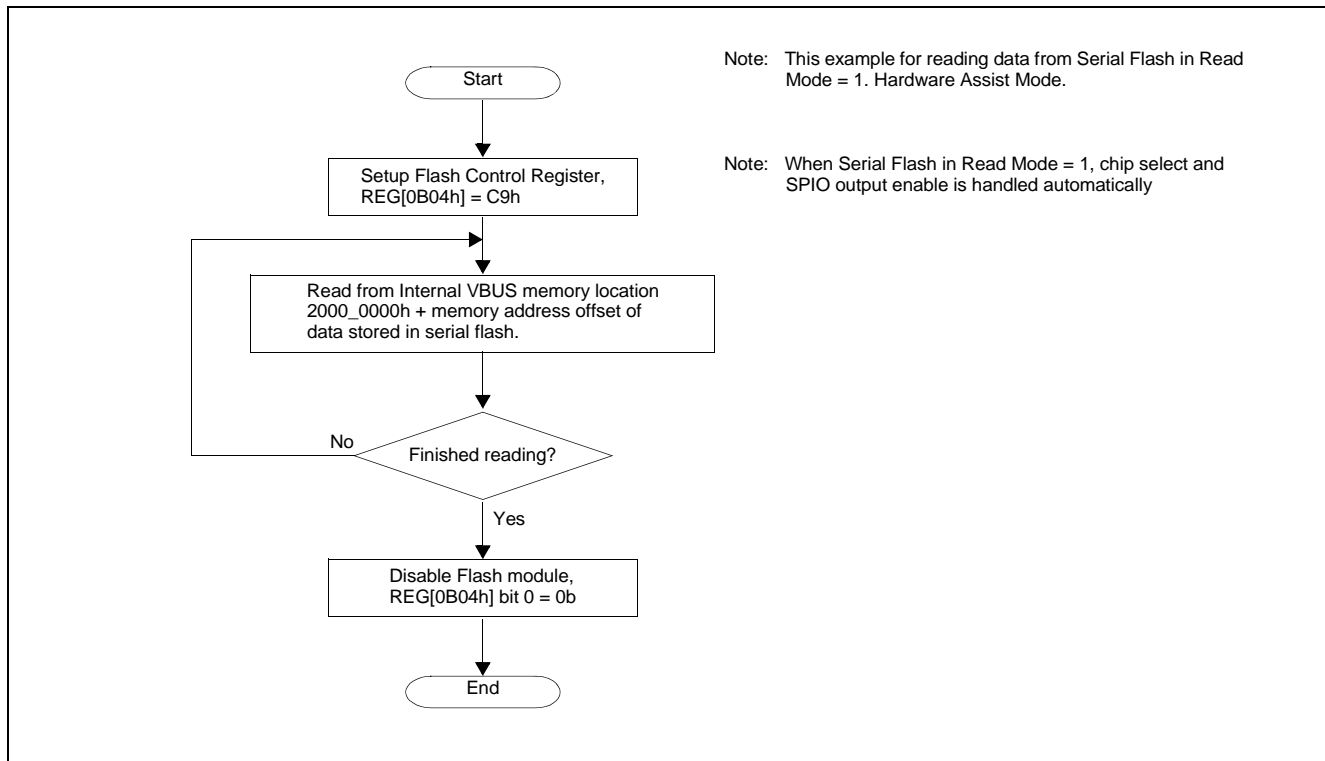 Start
Note: This example for reading data from Serial Flash in Read
Mode = 1. Hardware Assist Mode.
Note: When Serial Flash in Read Mode = 1, chip select and
SPIO output enable is handled automatically
Setup Flash Control Register,
REG[0B04h] = C9h
Read from Internal VBUS memory location
2000_0000h + memory address offset of
data stored in serial flash.
No
Finished reading?
Yes
Disable Flash module,
REG[0B04h] bit 0 = 0b
End